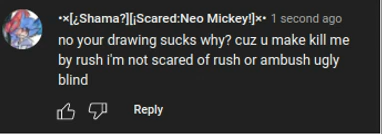 •×[¿Shama?][¡Scared:Neo Mickey!]ו 1 second ago
no your drawing sucks why? cuz u make kill me
by rush i'm not scared of rush or ambush ugly
blind
Reply